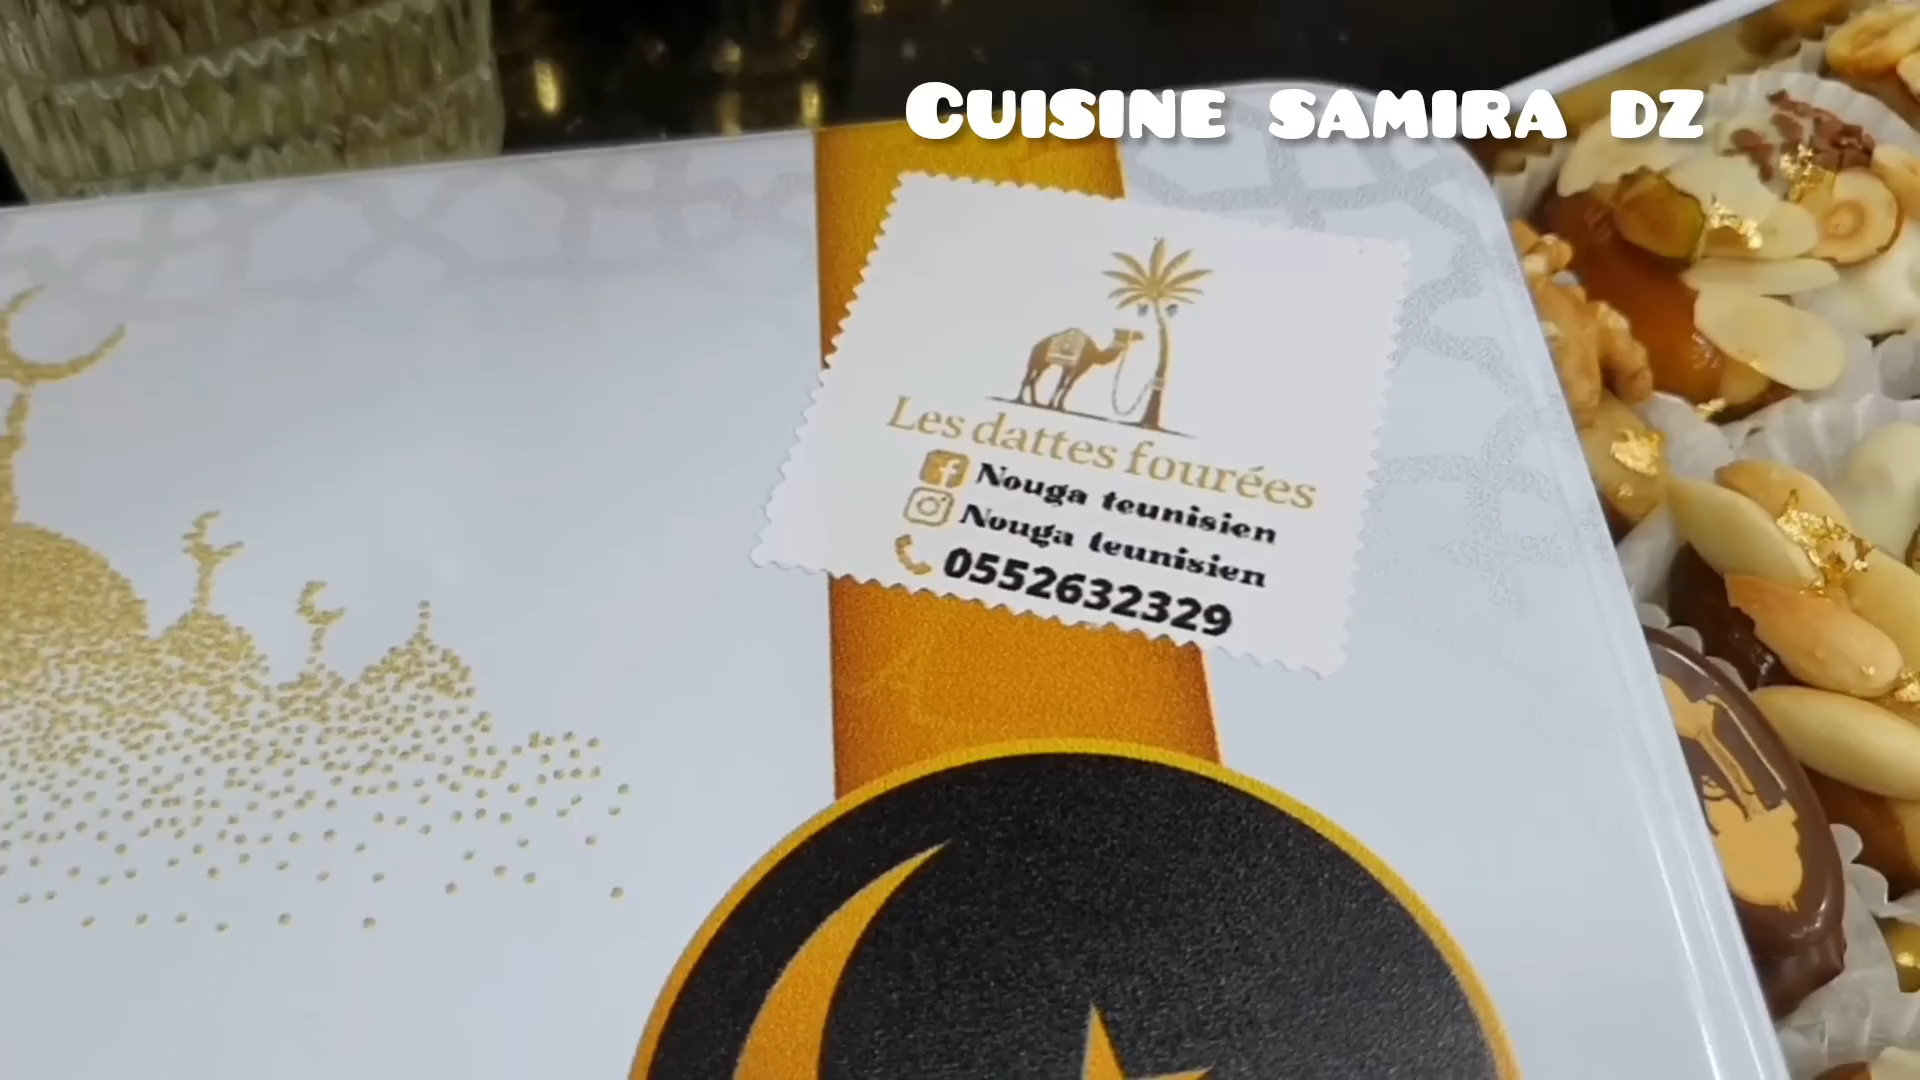 CUISINE SAMIRA DZ
Les dattes fourées
Nouga teunisien
Nouga teunisien
0552632329